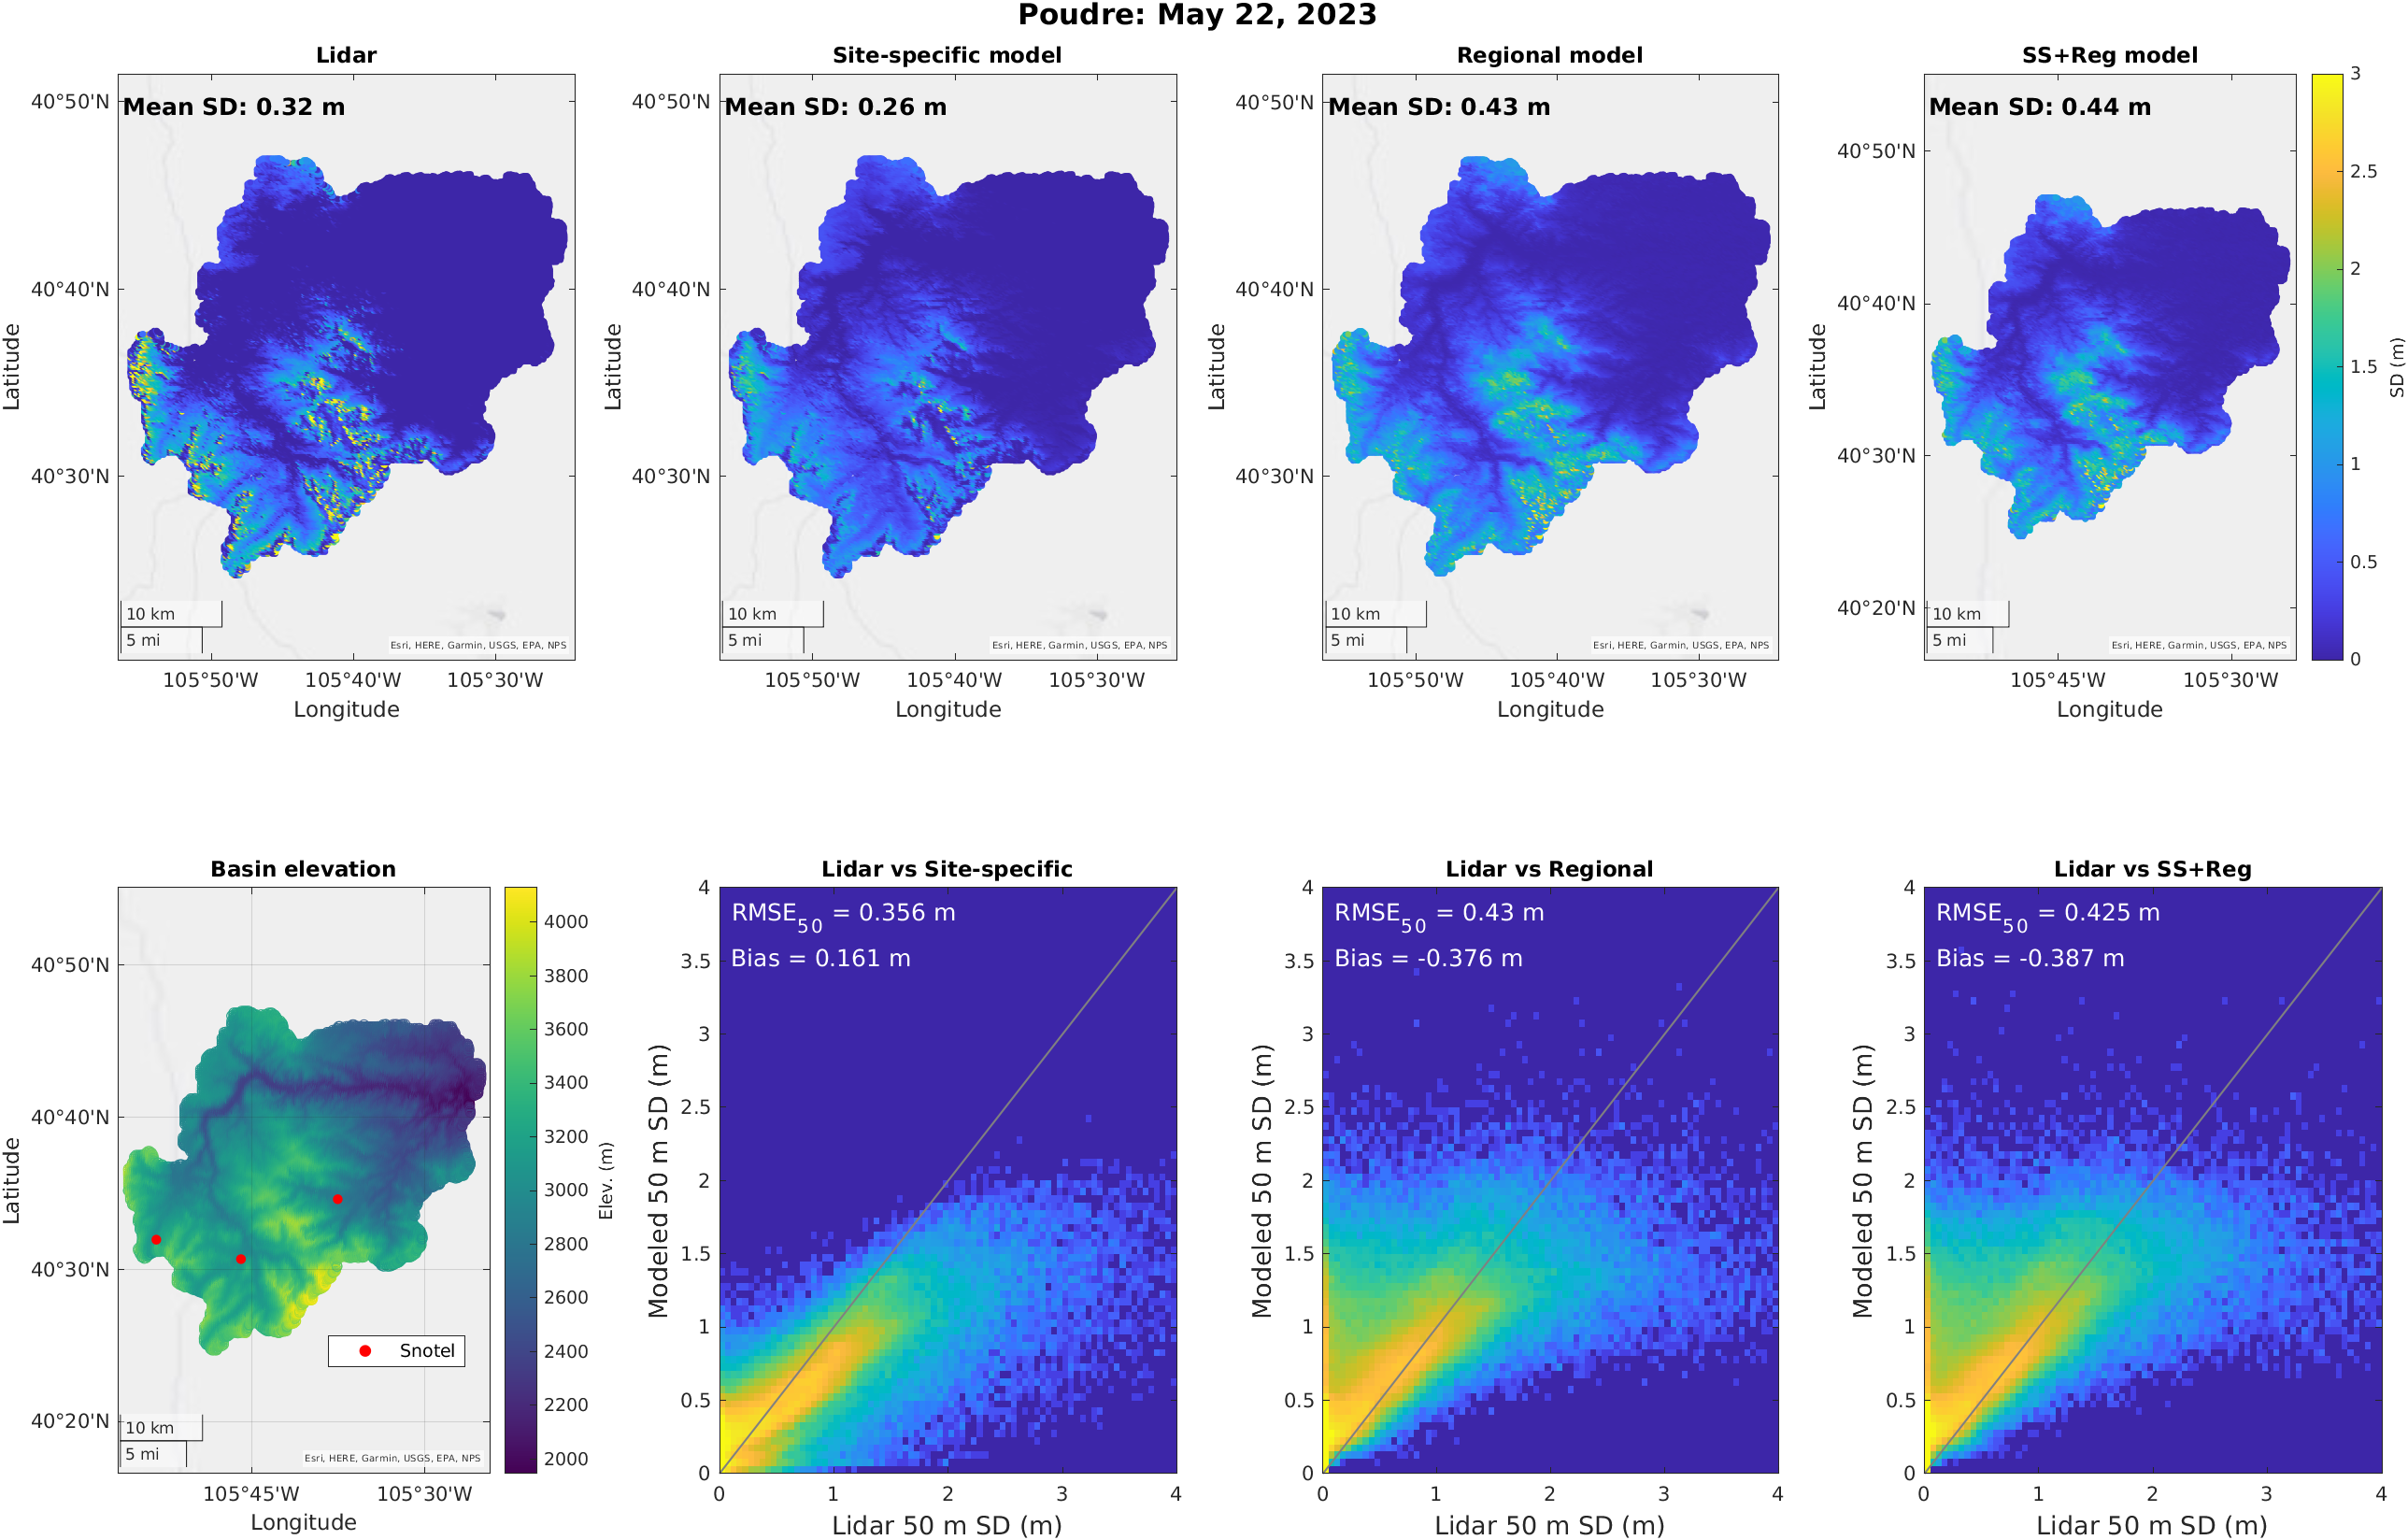 Poudre: May 22, 2023
Lidar
Mean SD: 0.32 m
40°50'N
40°40'N
40°30'N
Latitude
10 km
5 mi
Esri, HERE, Garmin, USGS, EPA, NPS
105°50'W 105°40'W 105°30'W
Longitude
Site-specific model
Mean SD: 0.26 m
40°50'N
40°40'N
40°30'N
Latitude
10 km
5 mi
Esri, HERE, Garmin, USGS, EPA, NPS
105°50'W 105°40'W 105°30'W
Longitude
Regional model
Mean SD: 0.43 m
40°50'N
40°40'N
40°30'N
Latitude
10 km
5 mi
Esri, HERE, Garmin, USGS, EPA, NPS
105°50'W 105°40'W 105°30'W
Longitude
SS+Reg model
Mean SD: 0.44 m
40°50'N
40°40'N
40°30'N
40°20'N
Latitude
10 km
5 mi
Esri, HERE, Garmin, USGS, EPA, NPS
105°45'W 105°30'W
Longitude
3
2.5
2
1.5
1
0.5
0
SD (m)
Basin elevation
40°50'N
40°40'N
40°30'N
40°20'N
Latitude
Snotel
10 km
5 mi
Esri, HERE, Garmin, USGS, EPA, NPS
105°45'W 105°30'W
Longitude
4000
3800
3600
3400
3200
3000
2800
2600
2400
2200
2000
Elev. (m)
Lidar vs Site-specific
RMSE50 = 0.356 m
Bias = 0.161 m
4
3.5
3
2.5
2
1.5
1
0.5
0
Modeled 50 m SD (m)
0 1 2 3 4
Lidar 50 m SD (m)
Lidar vs Regional
RMSE50 = 0.43 m
Bias = -0.376 m
4
3.5
3
2.5
2
1.5
1
0.5
0
Modeled 50 m SD (m)
0 1 2 3 4
Lidar 50 m SD (m)
Lidar vs SS+Reg
RMSE50 = 0.425 m
Bias = -0.387 m
4
3.5
3
2.5
2
1.5
1
0.5
0
Modeled 50 m SD (m)
0 1 2 3 4
Lidar 50 m SD (m)